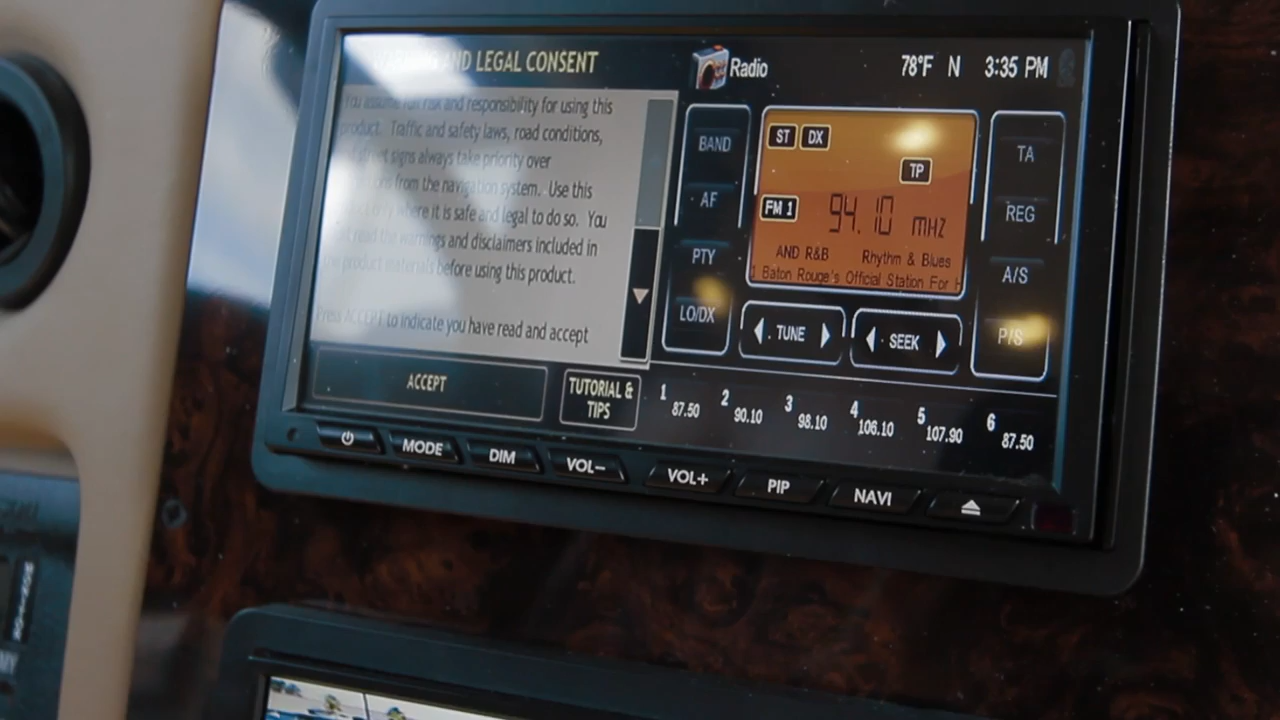 AND LEGAL CONSENT
You assume full risk and responsibility for using this
product. Traffic and safety laws, road conditions,
street signs always take priority over
from the navigation system. Use this
only where it is safe and legal to do so. You
read the warnings and disclaimers included in
the product materials before using this product.
Press ACCEPT to indicate you have read and accept
ACCEPT
TUTORIAL &
TIPS
Radio
78°F N 3:35 PM
BAND
AF
PTY
LO/DX
ST DX
TP
FM 1 94.10 MHZ
AND R&B Rhythm & Blues
1 Baton Rouge's Official Station For H
TUNE
SEEK
TA
REG
A/S
P/S
1 87.50
2 90.10
3 98.10
4 106.10
5 107.90
6 87.50
MODE
DIM
VOL-
VOL+
PIP
NAVI